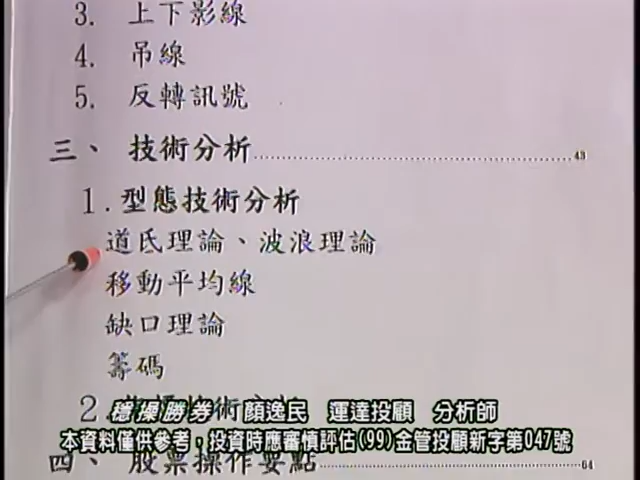 3. 上下影線
4. 吊線
5. 反轉訊號
三、 技術分析 43
1.型態技術分析
道氏理論、波浪理論
移動平均線
缺口理論
籌碼
2.
穩操勝券 顏逸民 運達投顧 分析師
本資料僅供參考，投資時應審慎評估(99)金管投顧新字第047號
四、 股票操作要點 64